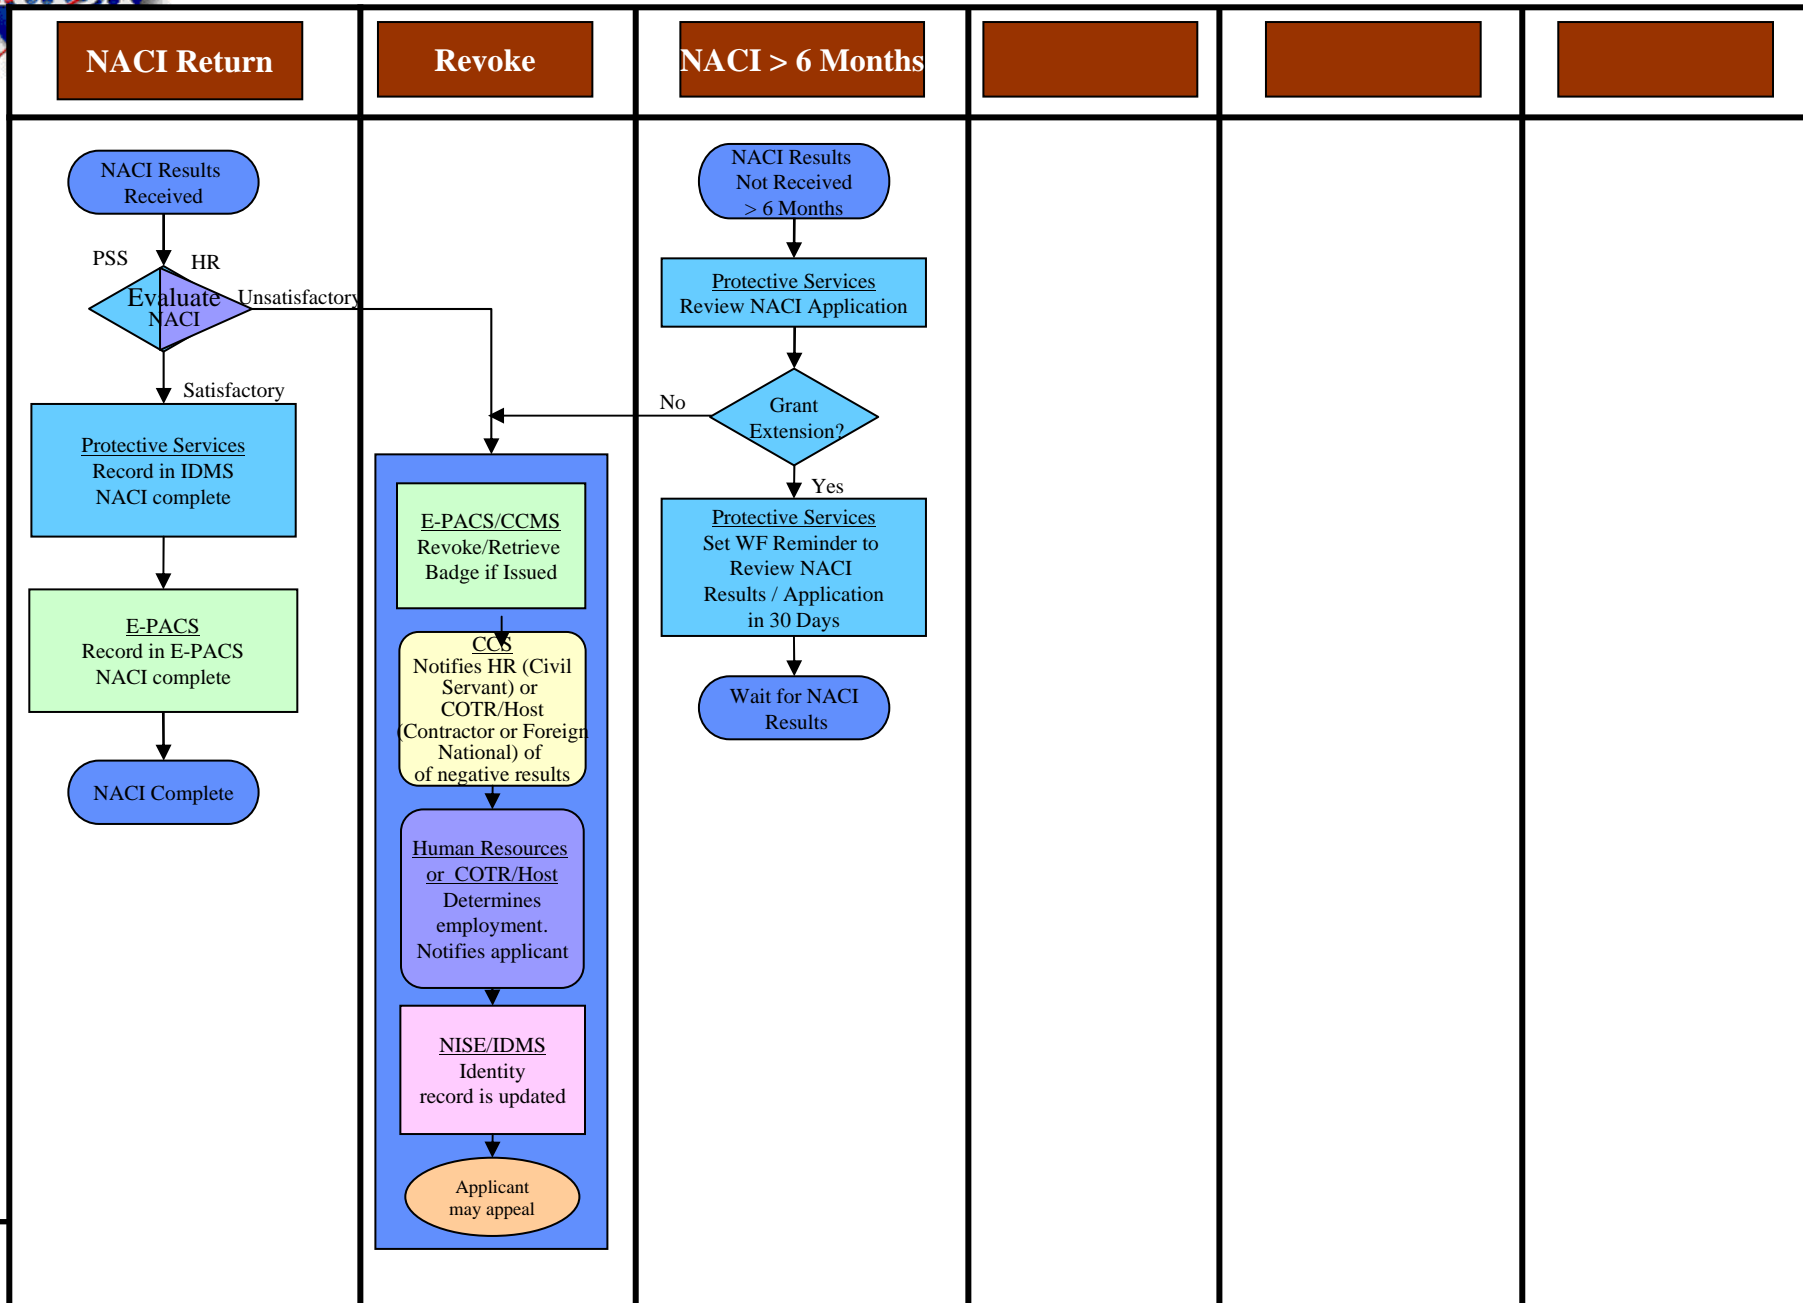 NACI Return
Revoke
NACI > 6 Months
NACI Results
Received
PSS
HR
Evaluate
NACI
Unsatisfactory
Satisfactory
Protective Services
Record in IDMS
NACI complete
E-PACS
Record in E-PACS
NACI complete
NACI Complete
E-PACS/CCMS
Revoke/Retrieve
Badge if Issued
CCS
Notifies HR (Civil
Servant) or
COTR/Host
(Contractor or Foreign
National) of
of negative results
Human Resources
or COTR/Host
Determines
employment.
Notifies applicant
NISE/IDMS
Identity
record is updated
Applicant
may appeal
NACI Results
Not Received
> 6 Months
Protective Services
Review NACI Application
Grant
Extension?
No
Yes
Protective Services
Set WF Reminder to
Review NACI
Results / Application
in 30 Days
Wait for NACI
Results